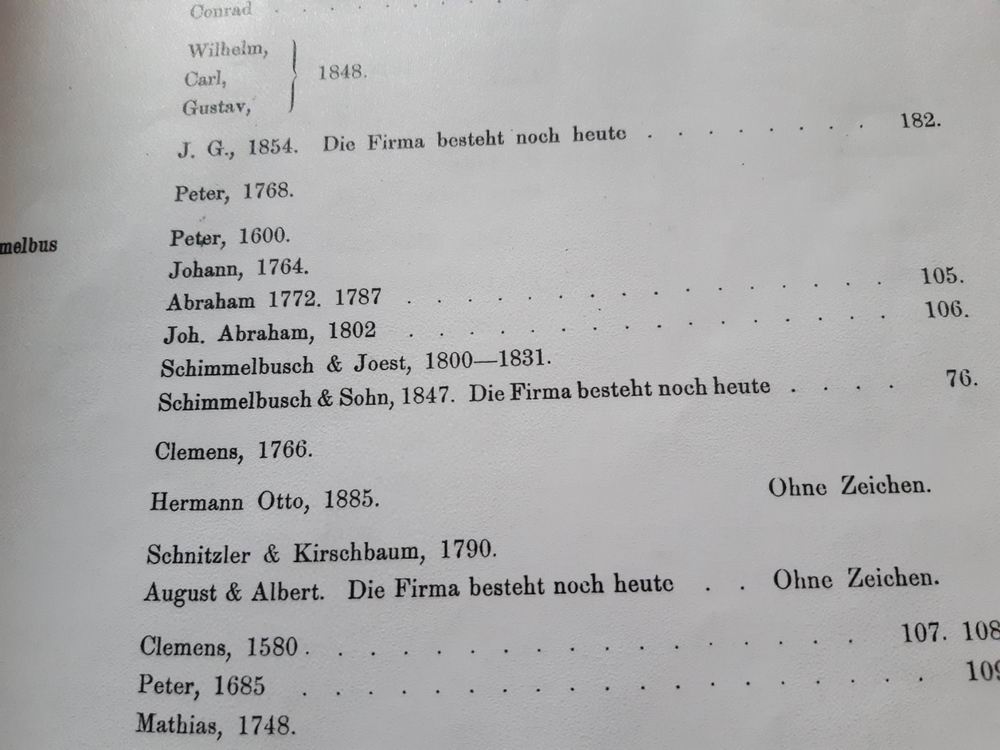 Conrad . . . . . . .
Wilhelm,
Carl,
Gustav,
} 1848.
J. G., 1854. Die Firma besteht noch heute . . . . . . . 182.
Peter, 1768.
Peter, 1600.
melbus
Johann, 1764.
Abraham 1772. 1787 . . . . . . . . . . . . . 105.
Joh. Abraham, 1802 . . . . . . . . . . . . . 106.
Schimmelbusch & Joest, 1800—1831.
Schimmelbusch & Sohn, 1847. Die Firma besteht noch heute . . . . 76.
Clemens, 1766.
Hermann Otto, 1885. Ohne Zeichen.
Schnitzler & Kirschbaum, 1790.
August & Albert. Die Firma besteht noch heute . . Ohne Zeichen.
Clemens, 1580 . . . . . . . . . . . . . . . . 107. 108
Peter, 1685 . . . . . . . . . . . . . . . . . 109
Mathias, 1748.